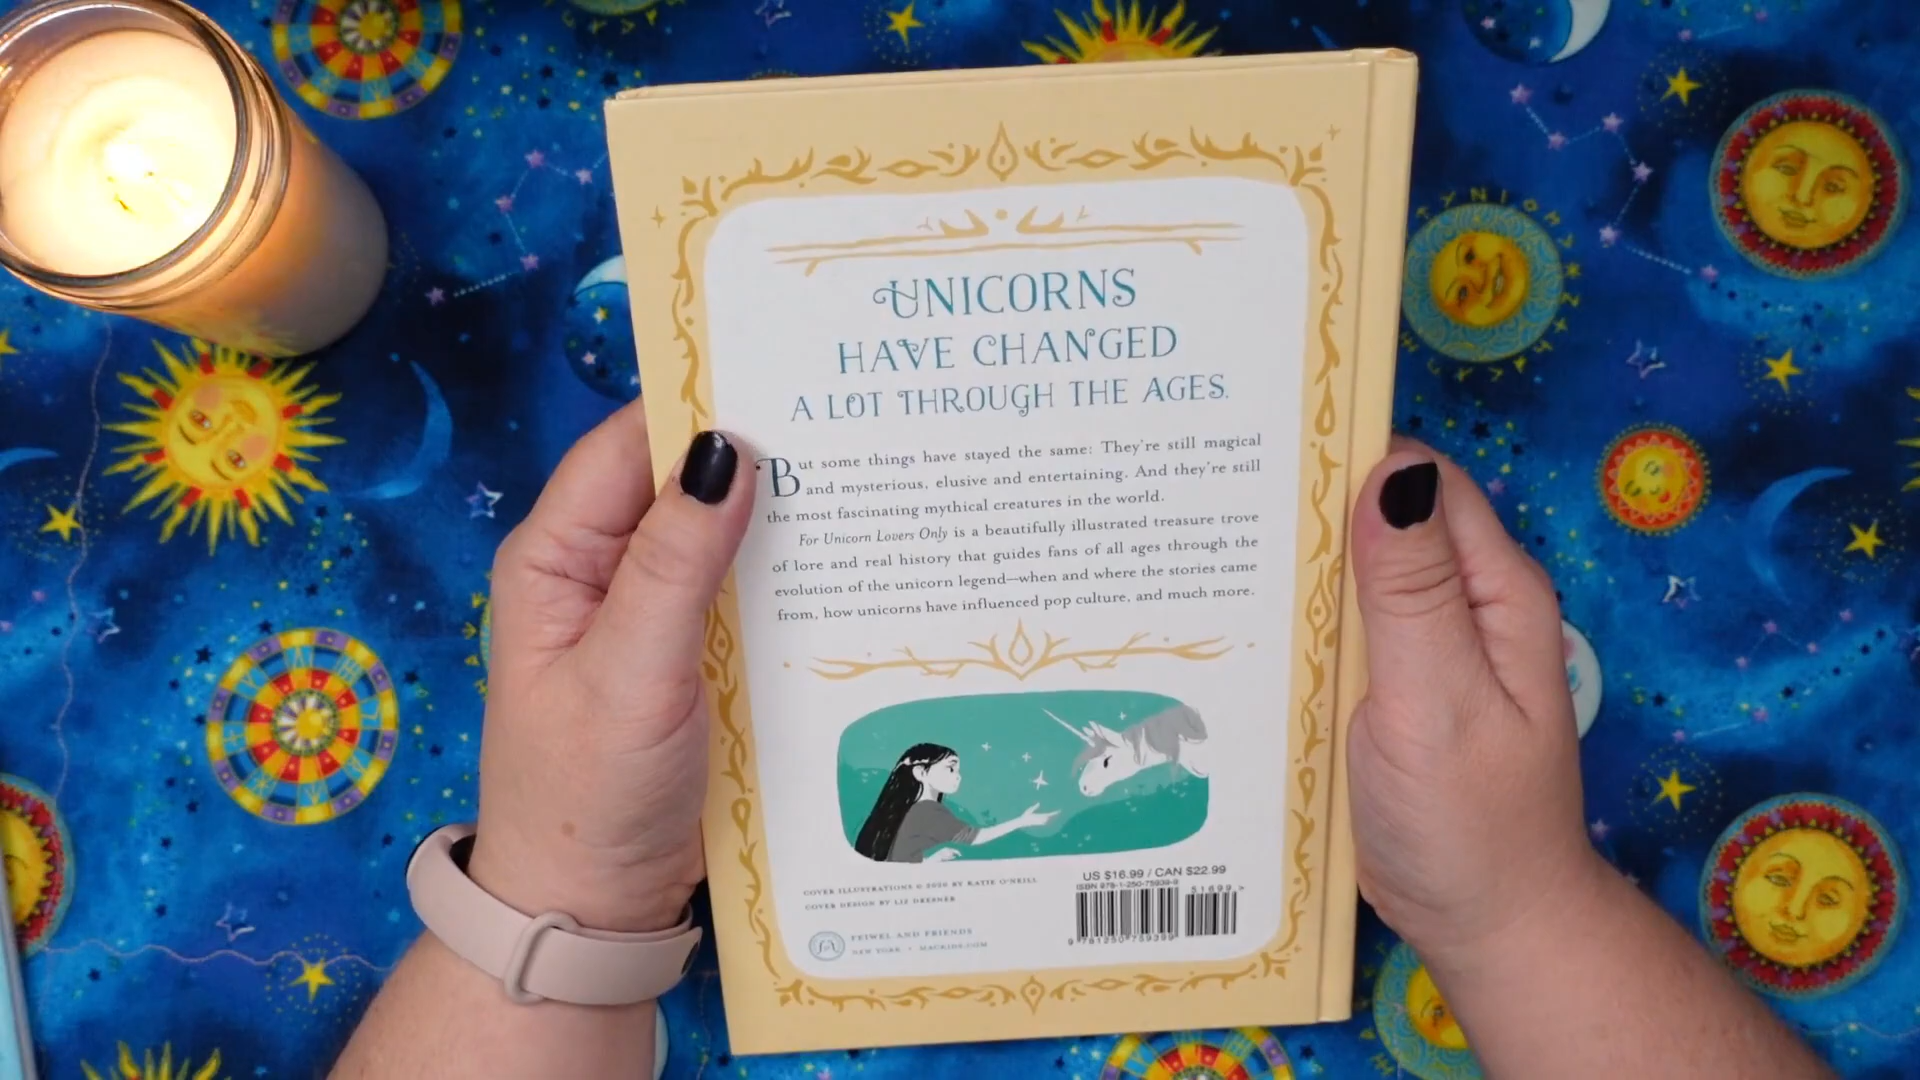 UNICORNS
HAVE CHANGED
A LOT THROUGH THE AGES.
But some things have stayed the same: They're still magical
and mysterious, elusive and entertaining. And they're still
the most fascinating mythical creatures in the world.
For Unicorn Lovers Only is a beautifully illustrated treasure trove
of lore and real history that guides fans of all ages through the
evolution of the unicorn legend—when and where the stories came
from, how unicorns have influenced pop culture, and much more.
COVER ILLUSTRATIONS © 2020 BY KATIE O'NEILL
COVER DESIGN BY LIZ DRESNER
FEIWEL AND FRIENDS
NEW YORK • MACKIDS.COM
US $16.99 / CAN $22.99
ISBN 978-1-250-75939-9
51699>
9 781250 759399